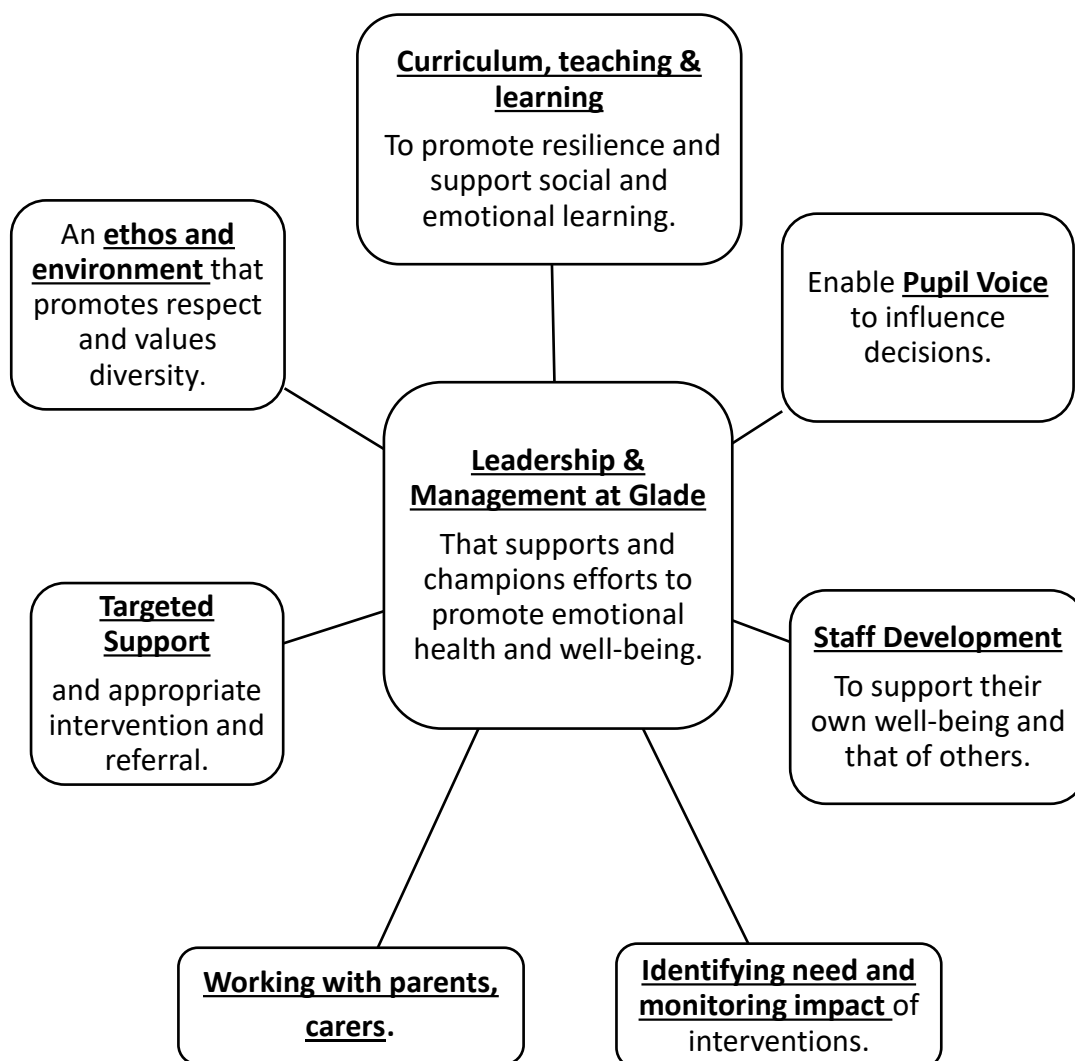 Curriculum, teaching &
learning
To promote resilience and
support social and
emotional learning.
An ethos and
environment that
promotes respect
and values
diversity.
Enable Pupil Voice
to influence
decisions.
Leadership &
Management at Glade
That supports and
champions efforts to
promote emotional
health and well-being.
Targeted
Support
and appropriate
intervention and
referral.
Staff Development
To support their
own well-being and
that of others.
Working with parents,
carers.
Identifying need and
monitoring impact of
interventions.